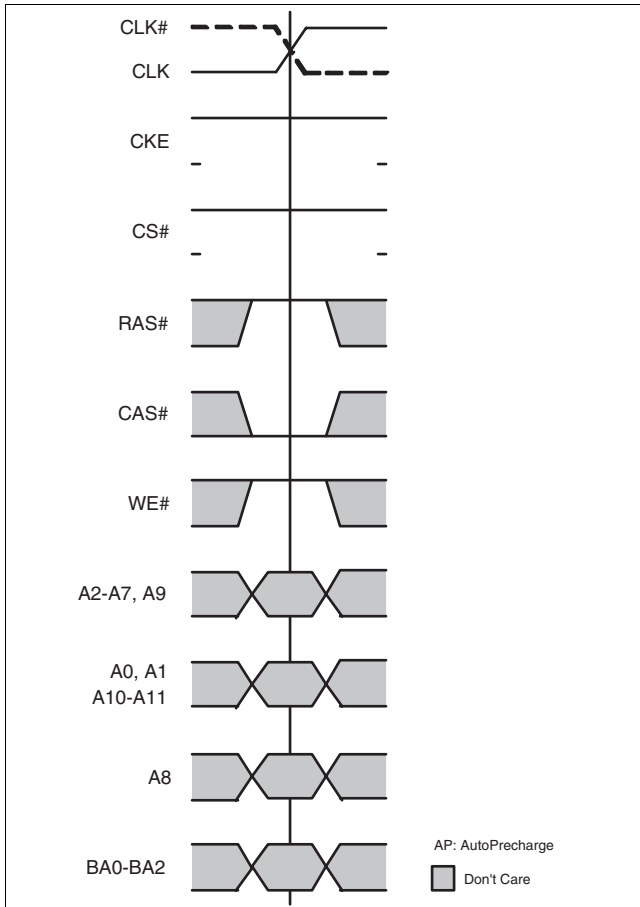 CLK#
CLK
CKE
CS#
RAS#
CAS#
WE#
A2-A7, A9
A0, A1
A10-A11
A8
BA0-BA2
AP: AutoPrecharge
Don't Care